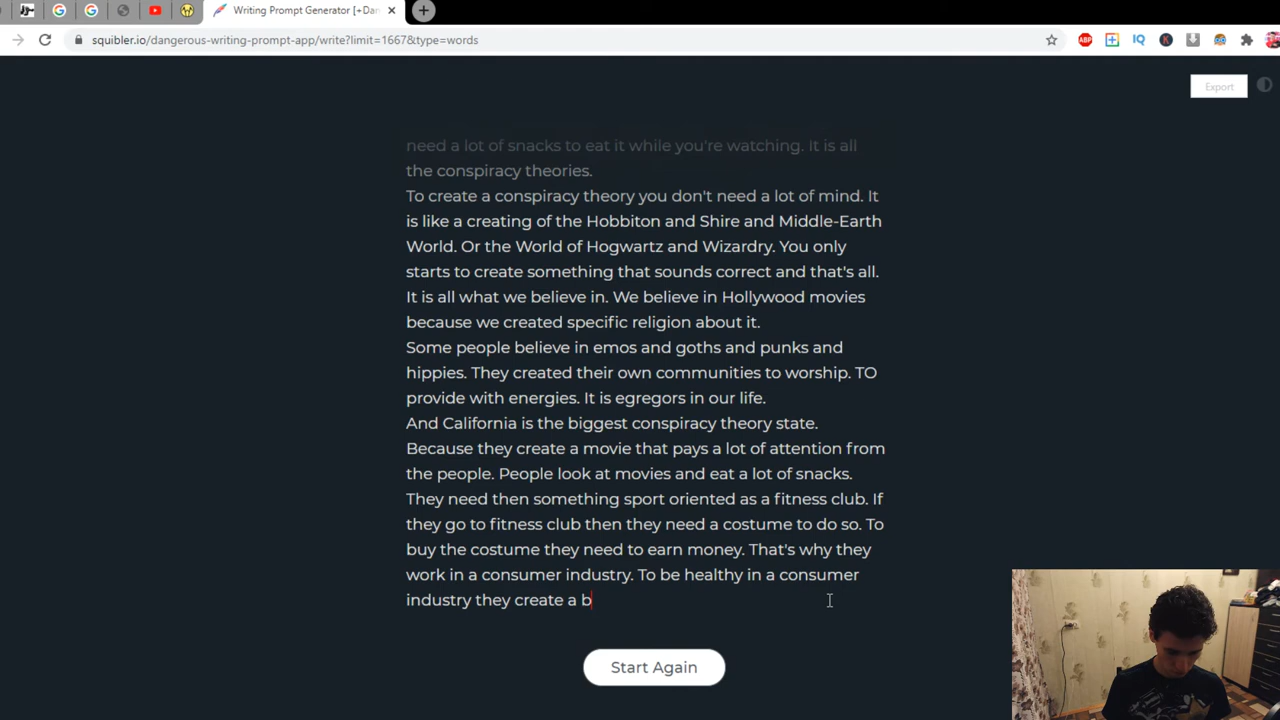 Writing Prompt Generator [+Dan
squibler.io/dangerous-writing-prompt-app/write?limit=1667&type=words
ABP
IQ
K
Export
need a lot of snacks to eat it while you're watching. It is all
the conspiracy theories.
To create a conspiracy theory you don't need a lot of mind. It
is like a creating of the Hobbiton and Shire and Middle-Earth
World. Or the World of Hogwartz and Wizardry. You only
starts to create something that sounds correct and that's all.
It is all what we believe in. We believe in Hollywood movies
because we created specific religion about it.
Some people believe in emos and goths and punks and
hippies. They created their own communities to worship. TO
provide with energies. It is egregors in our life.
And California is the biggest conspiracy theory state.
Because they create a movie that pays a lot of attention from
the people. People look at movies and eat a lot of snacks.
They need then something sport oriented as a fitness club. If
they go to fitness club then they need a costume to do so. To
buy the costume they need to earn money. That's why they
work in a consumer industry. To be healthy in a consumer
industry they create a b
Start Again